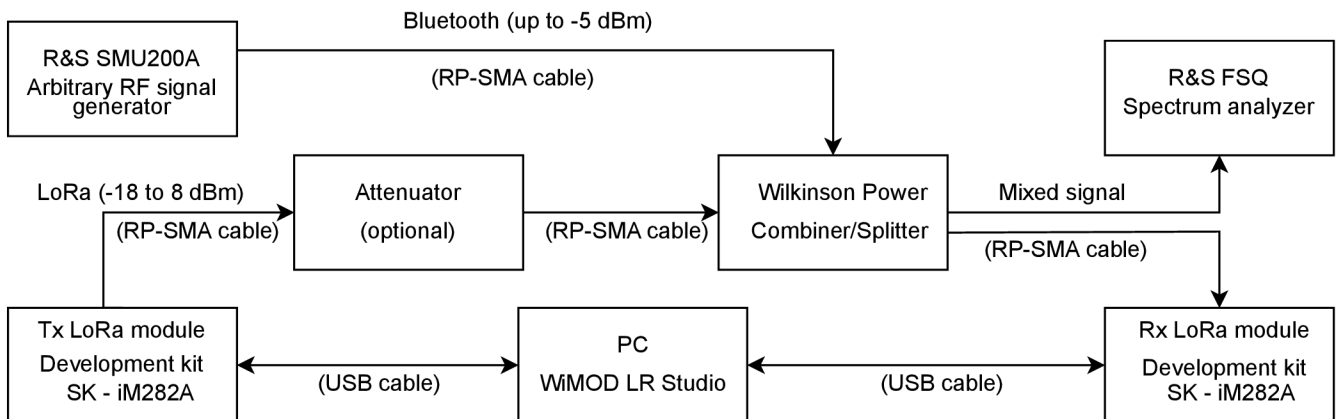 Bluetooth (up to -5 dBm)
R&S SMU200A
Arbitrary RF signal
generator
(RP-SMA cable)
R&S FSQ
Spectrum analyzer
LoRa (-18 to 8 dBm)
(RP-SMA cable)
Attenuator
(optional)
(RP-SMA cable)
Wilkinson Power
Combiner/Splitter
Mixed signal
(RP-SMA cable)
Tx LoRa module
Development kit
SK - iM282A
(USB cable)
PC
WiMOD LR Studio
(USB cable)
Rx LoRa module
Development kit
SK - iM282A